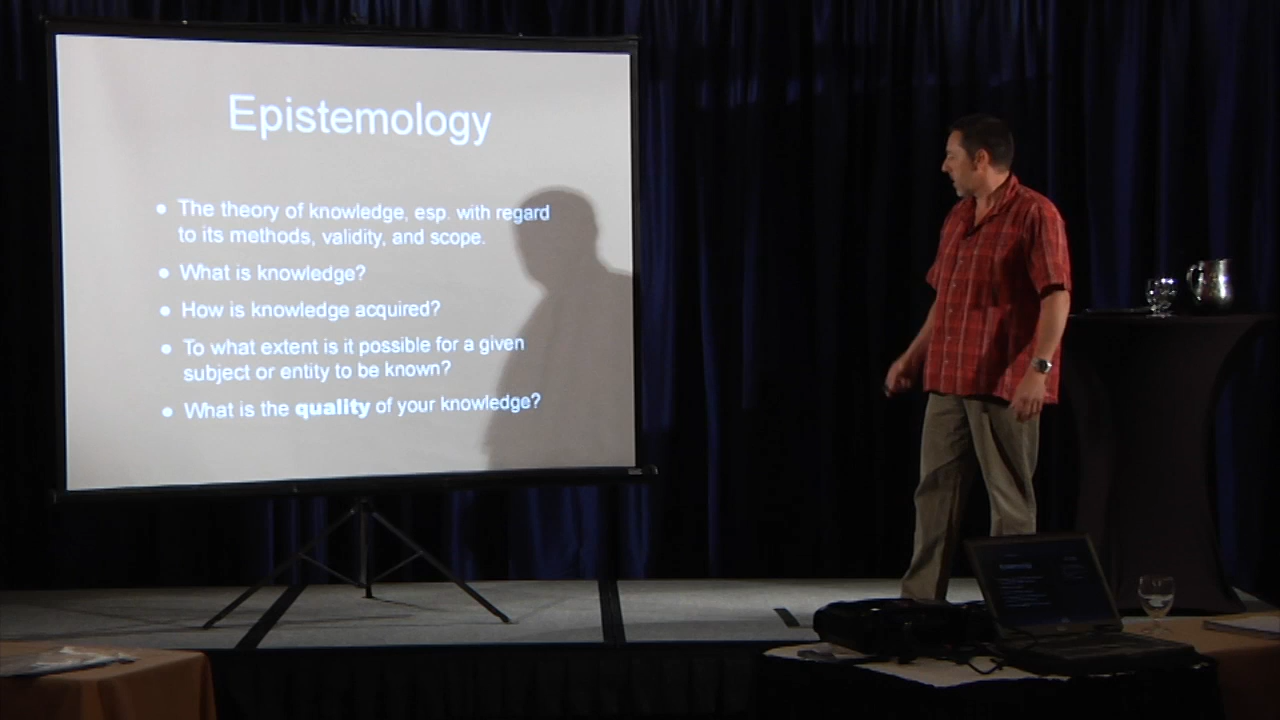 Epistemology
• The theory of knowledge, esp. with regard
to its methods, validity, and scope.
• What is knowledge?
• How is knowledge acquired?
• To what extent is it possible for a given
subject or entity to be known?
• What is the quality of your knowledge?